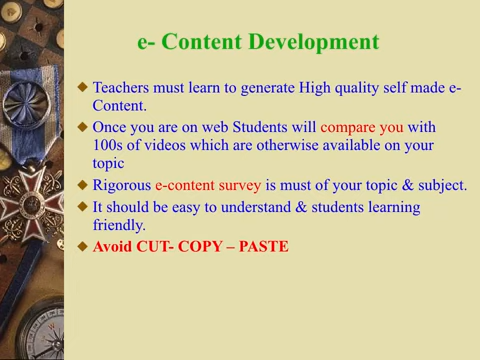 e- Content Development
Teachers must learn to generate High quality self made e-
Content.
Once you are on web Students will compare you with
100s of videos which are otherwise available on your
topic
Rigorous e-content survey is must of your topic & subject.
It should be easy to understand & students learning
friendly.
Avoid CUT- COPY – PASTE